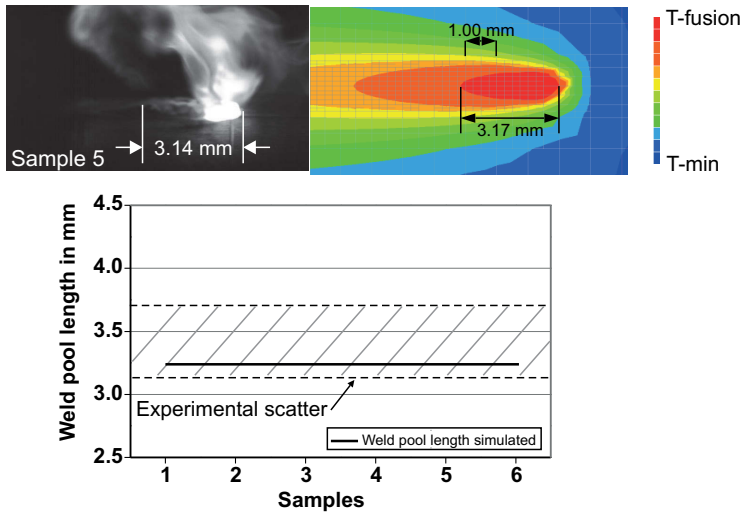 Sample 5
3.14 mm
1.00 mm
3.17 mm
T-fusion
T-min
Weld pool length in mm
4.5
4.0
3.5
3.0
2.5
Experimental scatter
Weld pool length simulated
1 2 3 4 5 6
Samples